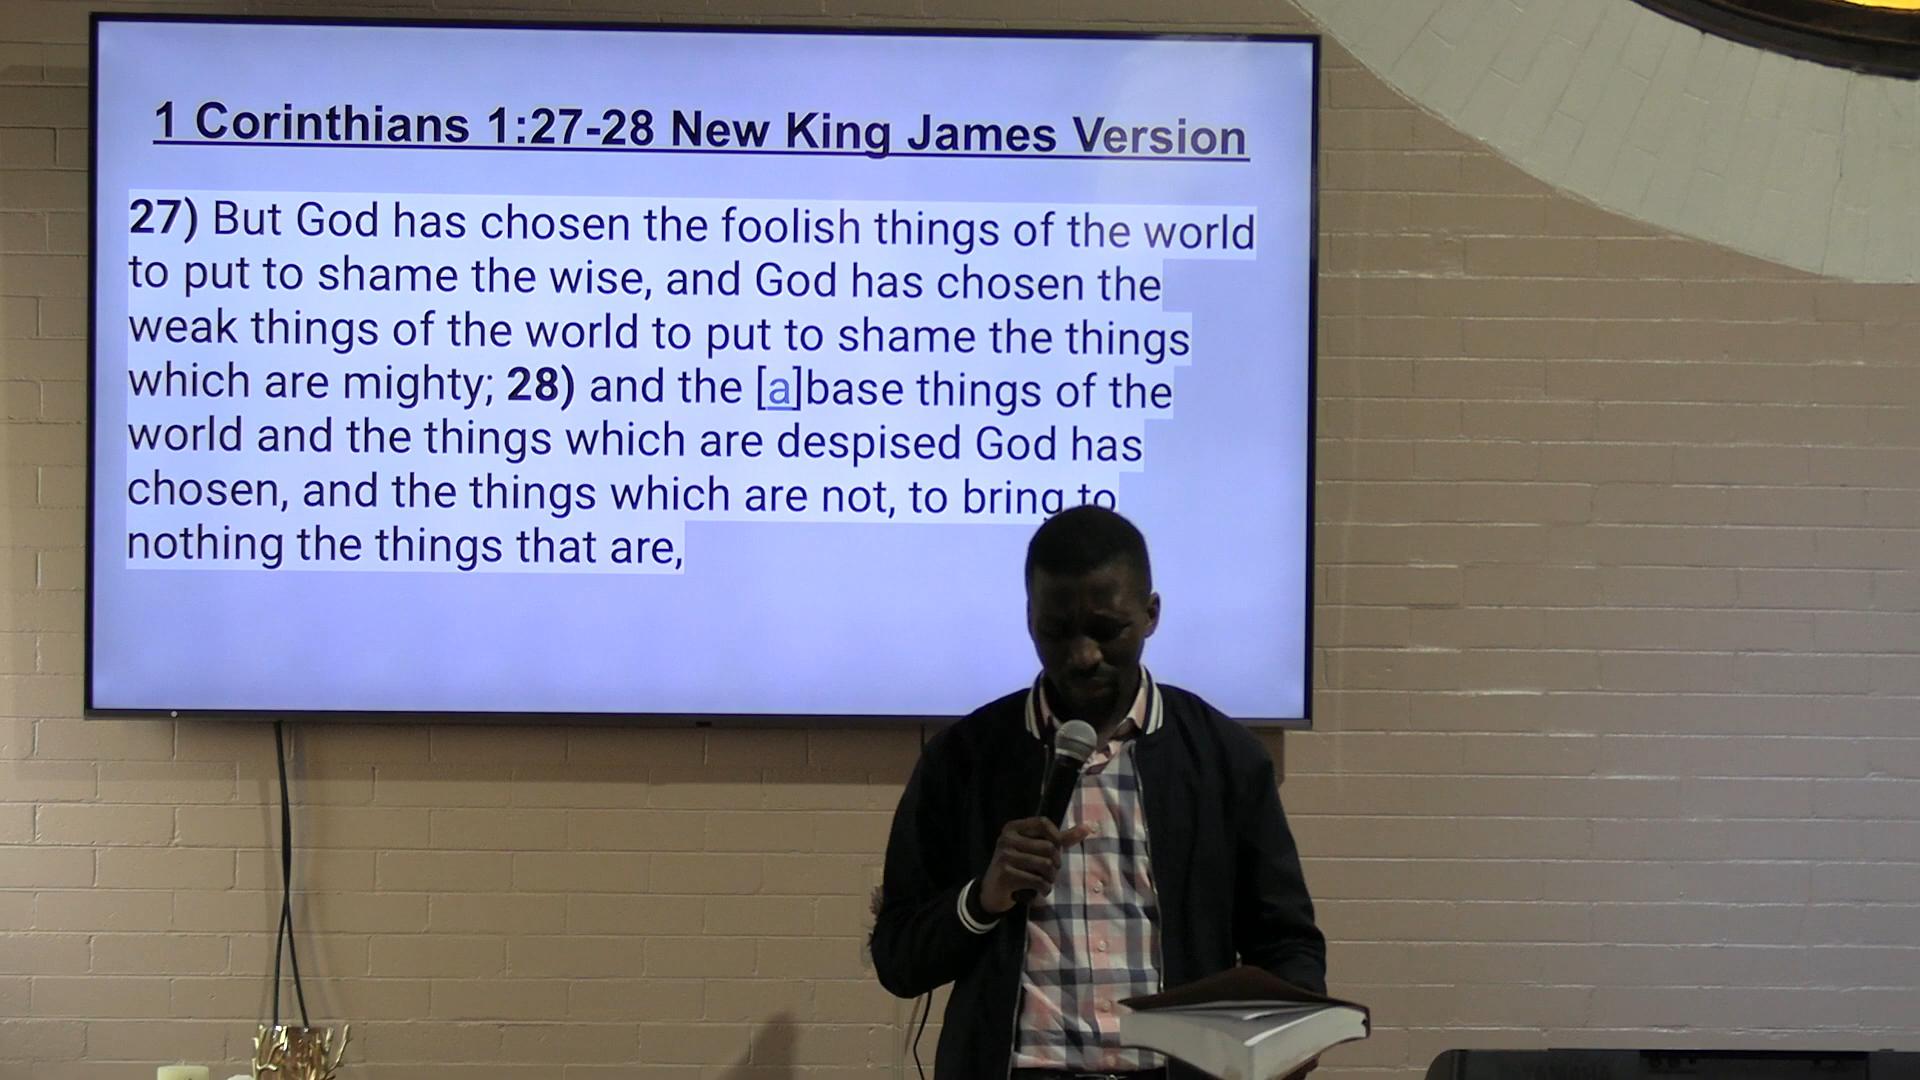 1 Corinthians 1:27-28 New King James Version
27) But God has chosen the foolish things of the world
to put to shame the wise, and God has chosen the
weak things of the world to put to shame the things
which are mighty; 28) and the [a]base things of the
world and the things which are despised God has
chosen, and the things which are not, to bring to
nothing the things that are,